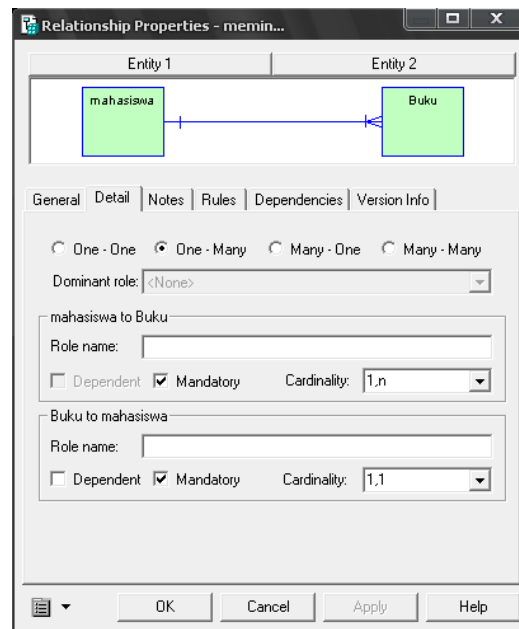 Relationship Properties - memin...
Entity 1 Entity 2
mahasiswa Buku
General Detail Notes Rules Dependencies Version Info
One - One One - Many Many - One Many - Many
Dominant role: <None>
mahasiswa to Buku
Role name:
Dependent Mandatory Cardinality: 1,n
Buku to mahasiswa
Role name:
Dependent Mandatory Cardinality: 1,1
OK Cancel Apply Help